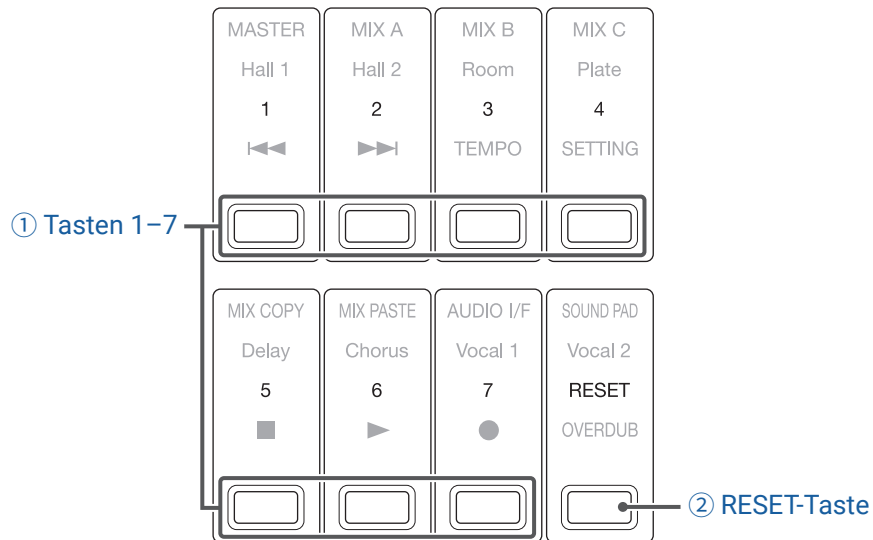 MASTER MIX A MIX B MIX C
Hall 1 Hall 2 Room Plate
1 2 3 4
TEMPO SETTING
① Tasten 1–7
MIX COPY MIX PASTE AUDIO I/F SOUND PAD
Delay Chorus Vocal 1 Vocal 2
5 6 7 RESET
OVERDUB
② RESET-Taste